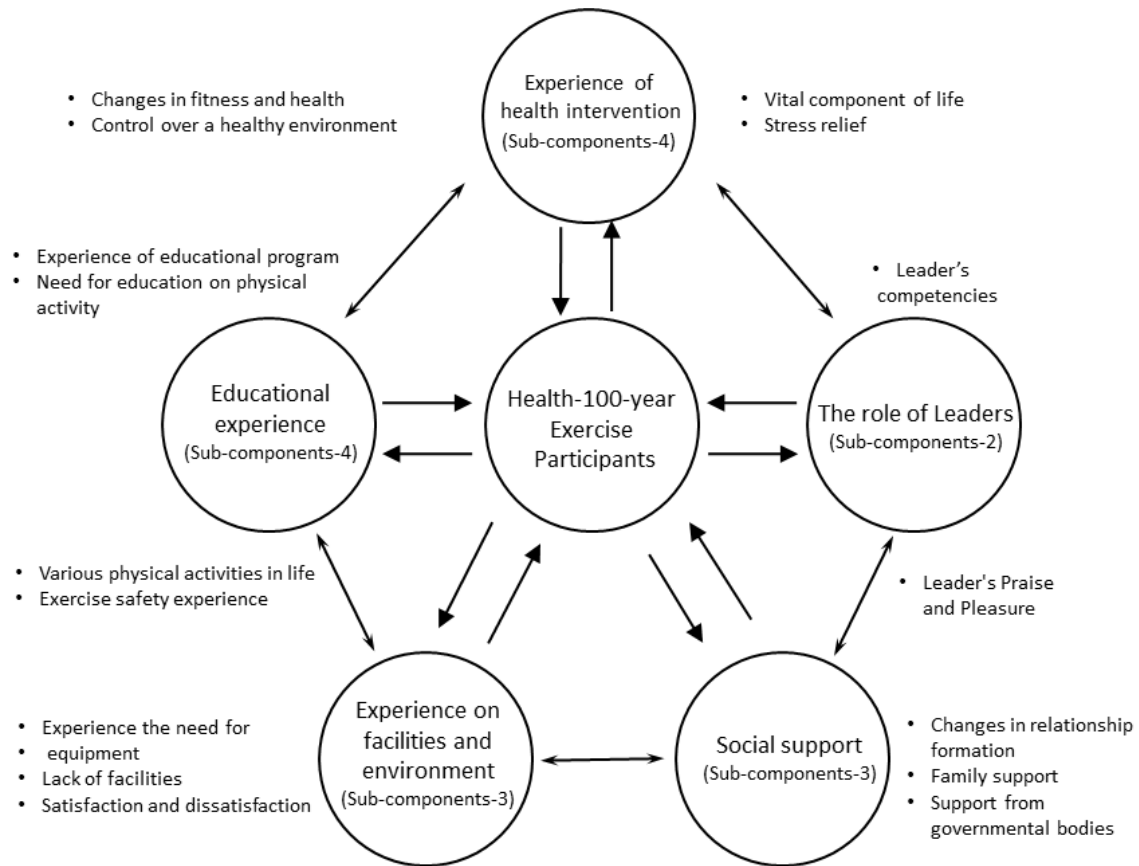 Experience of
health intervention
(Sub-components-4)
• Changes in fitness and health
• Control over a healthy environment
• Vital component of life
• Stress relief
• Experience of educational program
• Need for education on physical
activity
• Leader's
competencies
Educational
experience
(Sub-components-4)
Health-100-year
Exercise
Participants
The role of Leaders
(Sub-components-2)
• Various physical activities in life
• Exercise safety experience
• Leader's Praise
and Pleasure
• Experience the need for
• equipment
• Lack of facilities
• Satisfaction and dissatisfaction
Experience on
facilities and
environment
(Sub-components-3)
Social support
(Sub-components-3)
• Changes in relationship
formation
• Family support
• Support from
governmental bodies